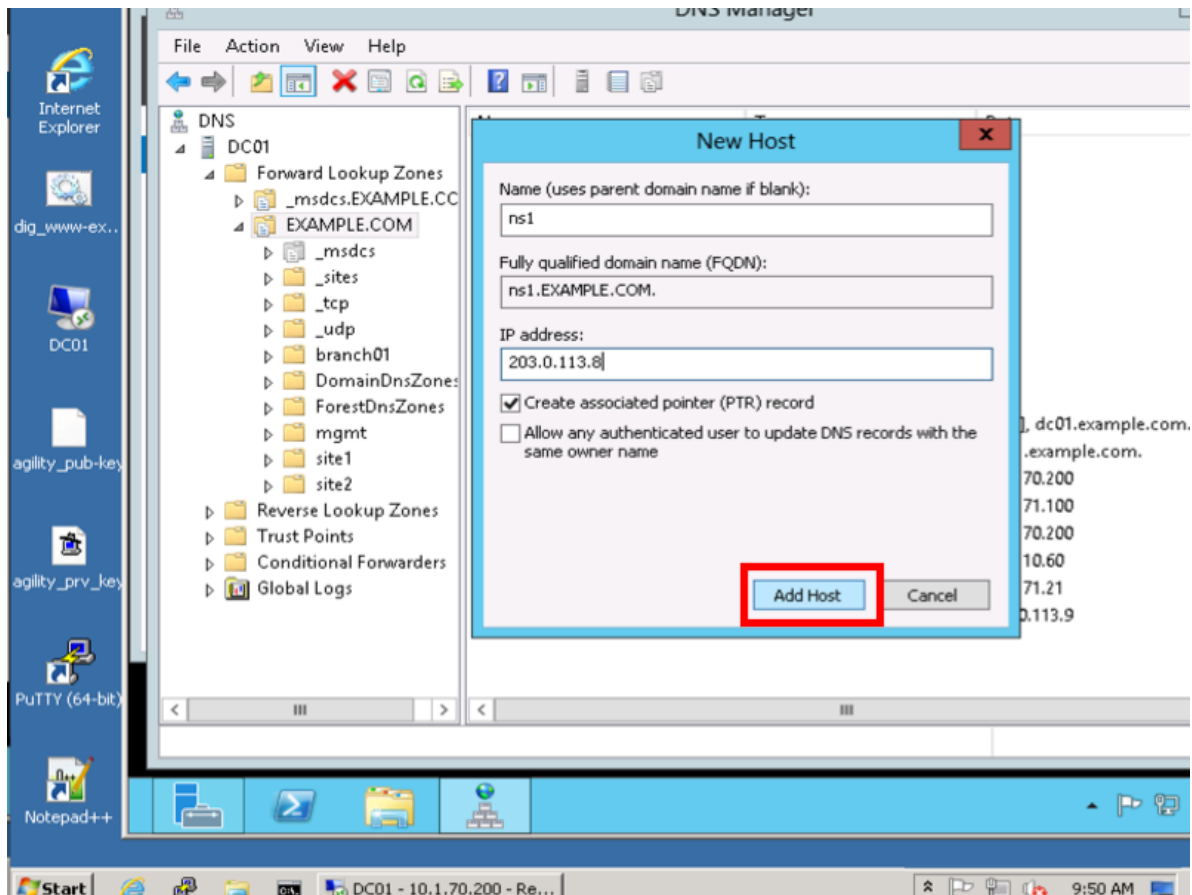 DNS Manager
File Action View Help
Internet
Explorer
dig_www-ex..
DC01
agility_pub-key
agility_prv_key
PuTTY (64-bit)
Notepad++
DNS
DC01
Forward Lookup Zones
_msdcs.EXAMPLE.CC
EXAMPLE.COM
_msdcs
_sites
_tcp
_udp
branch01
DomainDnsZones
ForestDnsZones
mgmt
site1
site2
Reverse Lookup Zones
Trust Points
Conditional Forwarders
Global Logs
New Host
Name (uses parent domain name if blank):
ns1
Fully qualified domain name (FQDN):
ns1.EXAMPLE.COM.
IP address:
203.0.113.8
Create associated pointer (PTR) record
Allow any authenticated user to update DNS records with the
same owner name
Add Host Cancel
], dc01.example.com.
.example.com.
70.200
71.100
70.200
10.60
71.21
0.113.9
Start
DC01 - 10.1.70.200 - Re...
9:50 AM